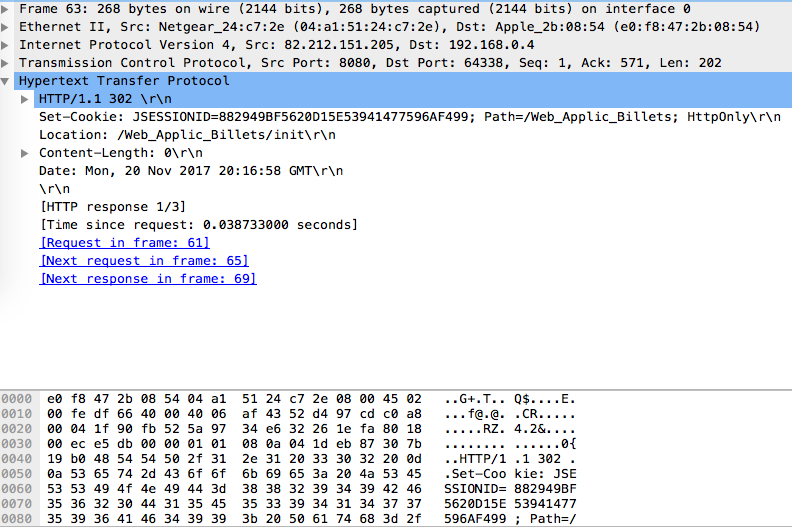 Frame 63: 268 bytes on wire (2144 bits), 268 bytes captured (2144 bits) on interface 0
Ethernet II, Src: Netgear_24:c7:2e (04:a1:51:24:c7:2e), Dst: Apple_2b:08:54 (e0:f8:47:2b:08:54)
Internet Protocol Version 4, Src: 82.212.151.205, Dst: 192.168.0.4
Transmission Control Protocol, Src Port: 8080, Dst Port: 64338, Seq: 1, Ack: 571, Len: 202
Hypertext Transfer Protocol
HTTP/1.1 302 \r\n
Set-Cookie: JSESSIONID=882949BF5620D15E53941477596AF499; Path=/Web_Applic_Billets; HttpOnly\r\n
Location: /Web_Applic_Billets/init\r\n
Content-Length: 0\r\n
Date: Mon, 20 Nov 2017 20:16:58 GMT\r\n
\r\n
[HTTP response 1/3]
[Time since request: 0.038733000 seconds]
[Request in frame: 61]
[Next request in frame: 65]
[Next response in frame: 69]
0000 e0 f8 47 2b 08 54 04 a1 51 24 c7 2e 08 00 45 02 ..G+.T.. Q$....E.
0010 00 fe df 66 40 00 40 06 af 43 52 d4 97 cd c0 a8 ...f@.@. .CR.....
0020 00 04 1f 90 fb 52 5a 97 34 e6 32 26 1e fa 80 18 .....RZ. 4.2&....
0030 00 ec e5 db 00 00 01 01 08 0a 04 1d eb 87 30 7b ........ ......0{
0040 19 b0 48 54 54 50 2f 31 2e 31 20 33 30 32 20 0d ..HTTP/1 .1 302 .
0050 0a 53 65 74 2d 43 6f 6f 6b 69 65 3a 20 4a 53 45 .Set-Coo kie: JSE
0060 53 53 49 4f 4e 49 44 3d 38 38 32 39 34 39 42 46 SSIONID= 882949BF
0070 35 36 32 30 44 31 35 45 35 33 39 34 31 34 37 37 5620D15E 53941477
0080 35 39 36 41 46 34 39 39 3b 20 50 61 74 68 3d 2f 596AF499 ; Path=/